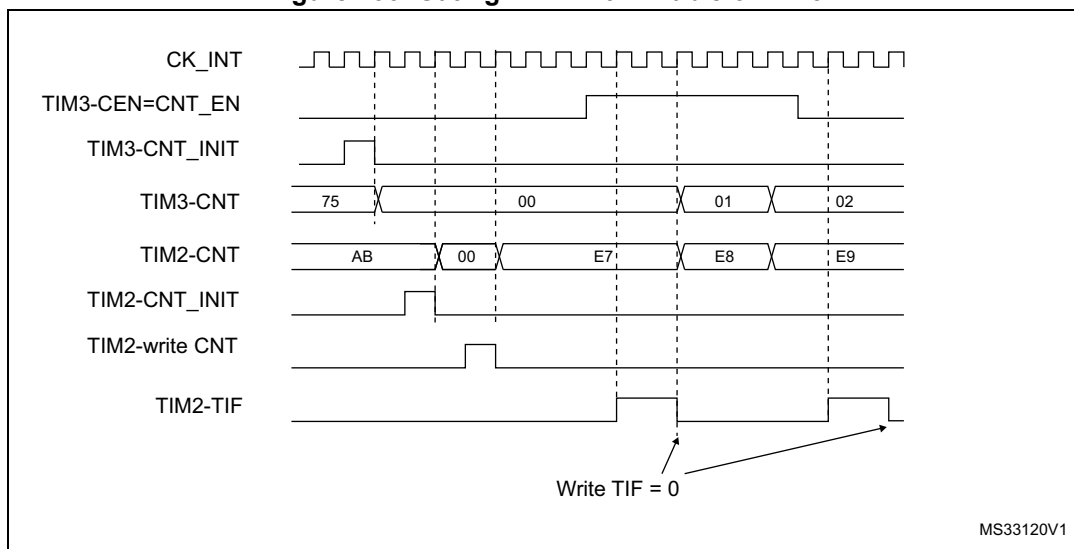 CK_INT
TIM3-CEN=CNT_EN
TIM3-CNT_INIT
TIM3-CNT 75 00 01 02
TIM2-CNT AB 00 E7 E8 E9
TIM2-CNT_INIT
TIM2-write CNT
TIM2-TIF
Write TIF = 0
MS33120V1